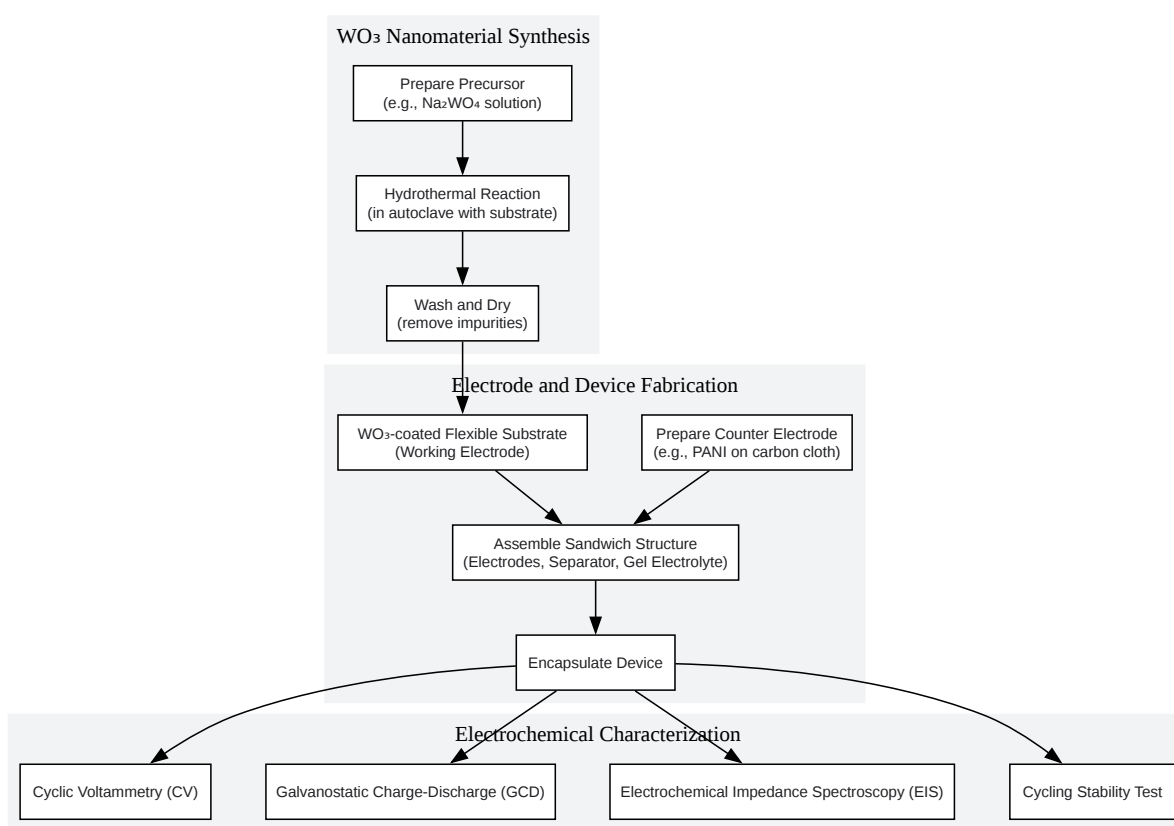 WO₃ Nanomaterial Synthesis
Prepare Precursor
(e.g., Na₂WO₄ solution)
Hydrothermal Reaction
(in autoclave with substrate)
Wash and Dry
(remove impurities)
Electrode and Device Fabrication
WO₃-coated Flexible Substrate
(Working Electrode)
Prepare Counter Electrode
(e.g., PANI on carbon cloth)
Assemble Sandwich Structure
(Electrodes, Separator, Gel Electrolyte)
Encapsulate Device
Electrochemical Characterization
Cyclic Voltammetry (CV)
Galvanostatic Charge-Discharge (GCD)
Electrochemical Impedance Spectroscopy (EIS)
Cycling Stability Test